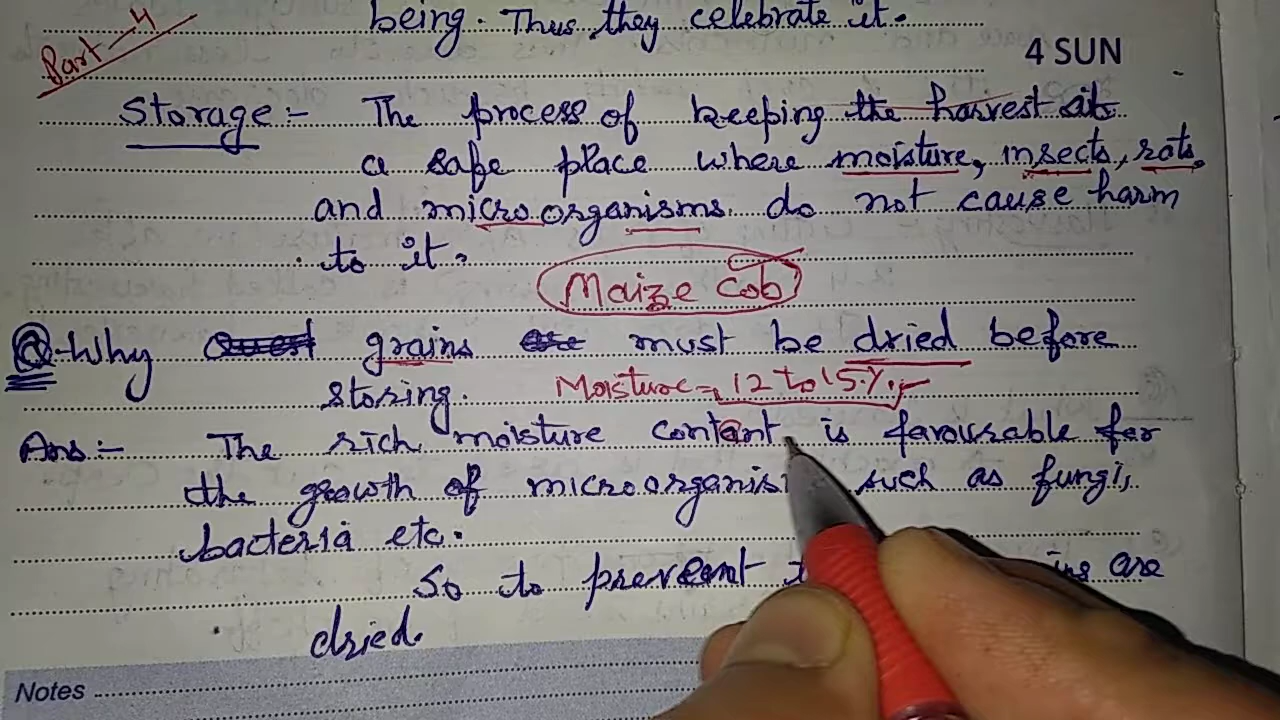 being. Thus they celebrate it.
Part - 4
4 SUN
Storage :- The process of keeping the harvest at
a safe place where moisture, insects, rats,
and microorganisms do not cause harm
to it.
Maize Cob
Q. Why grains must be dried before
storing. Moisture = 12 to 15 %.
Ans :- The rich moisture content is favourable for
the growth of such as fungi,
bacteria etc.
So to prevent are
dried.
Notes